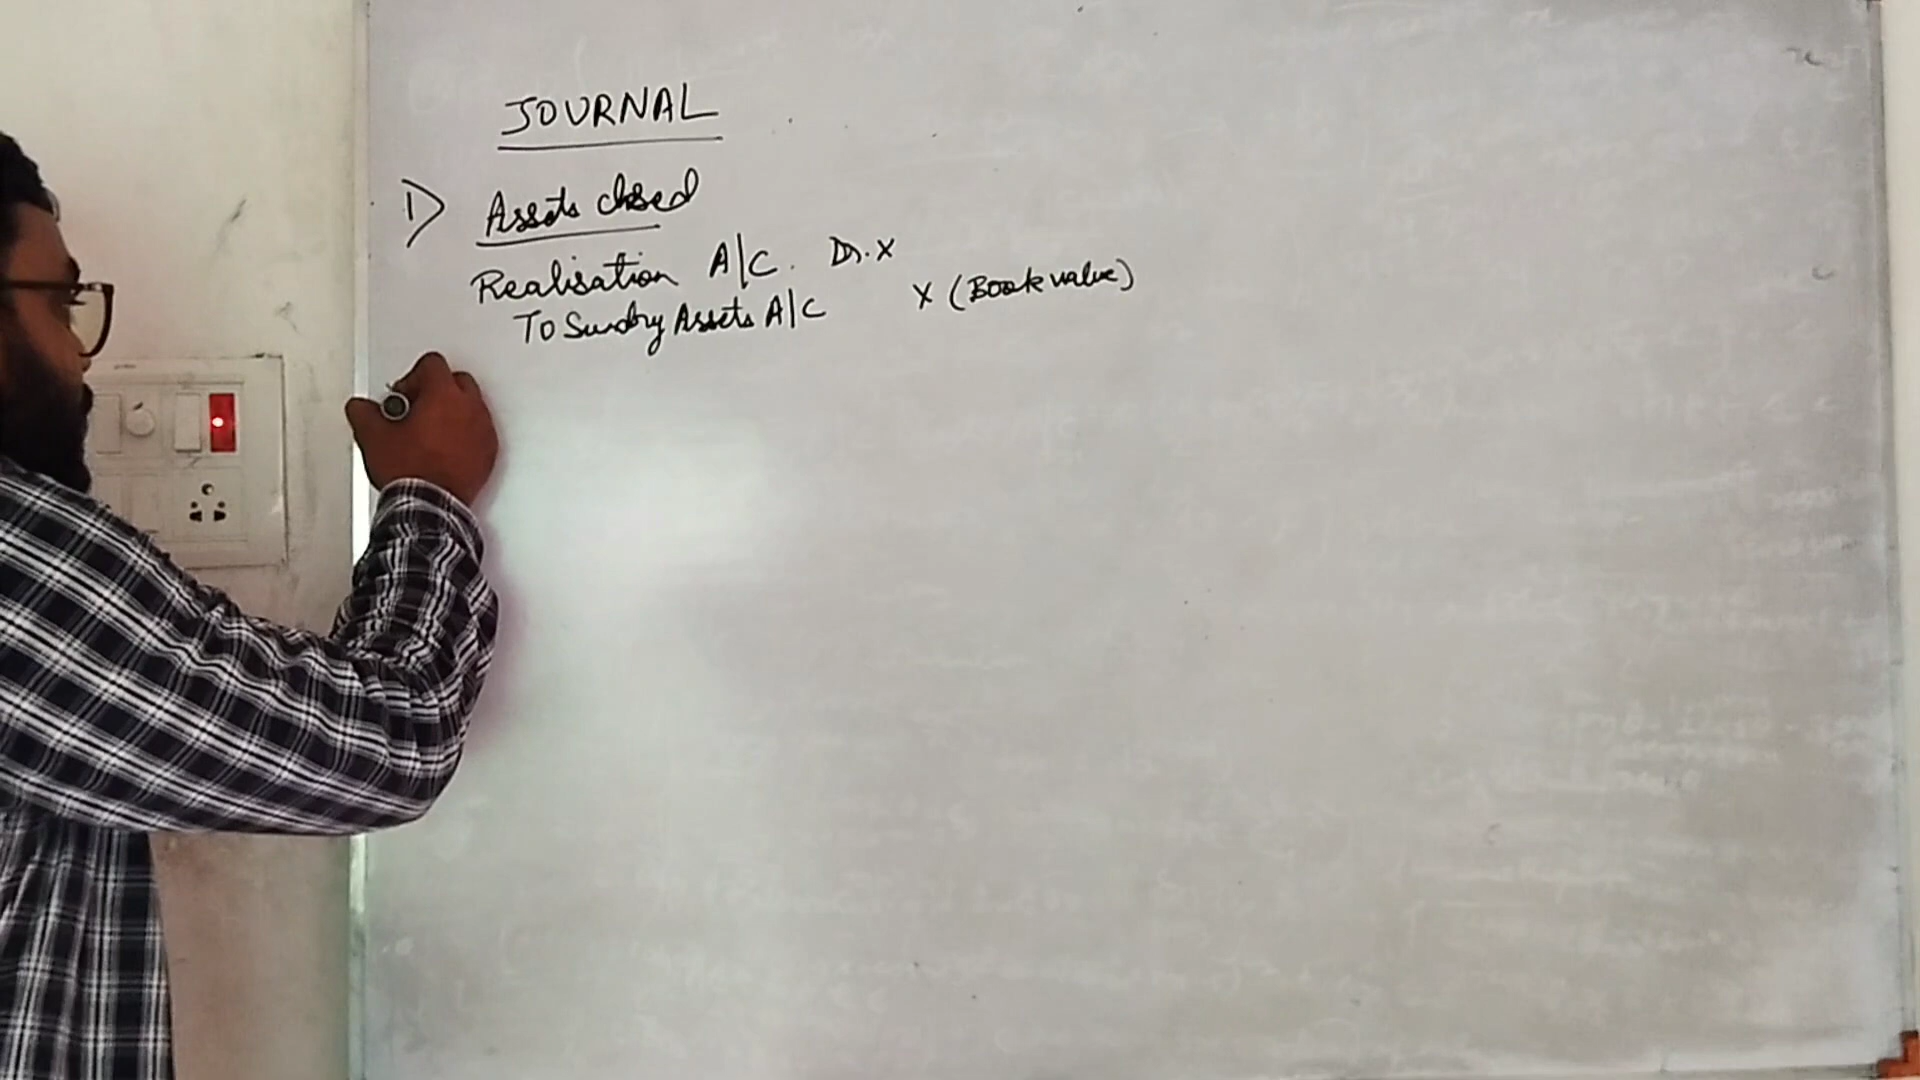 JOURNAL
1) Assets closed
Realisation A/C. Dr. X
To Sundry Assets A/C X (Book value)